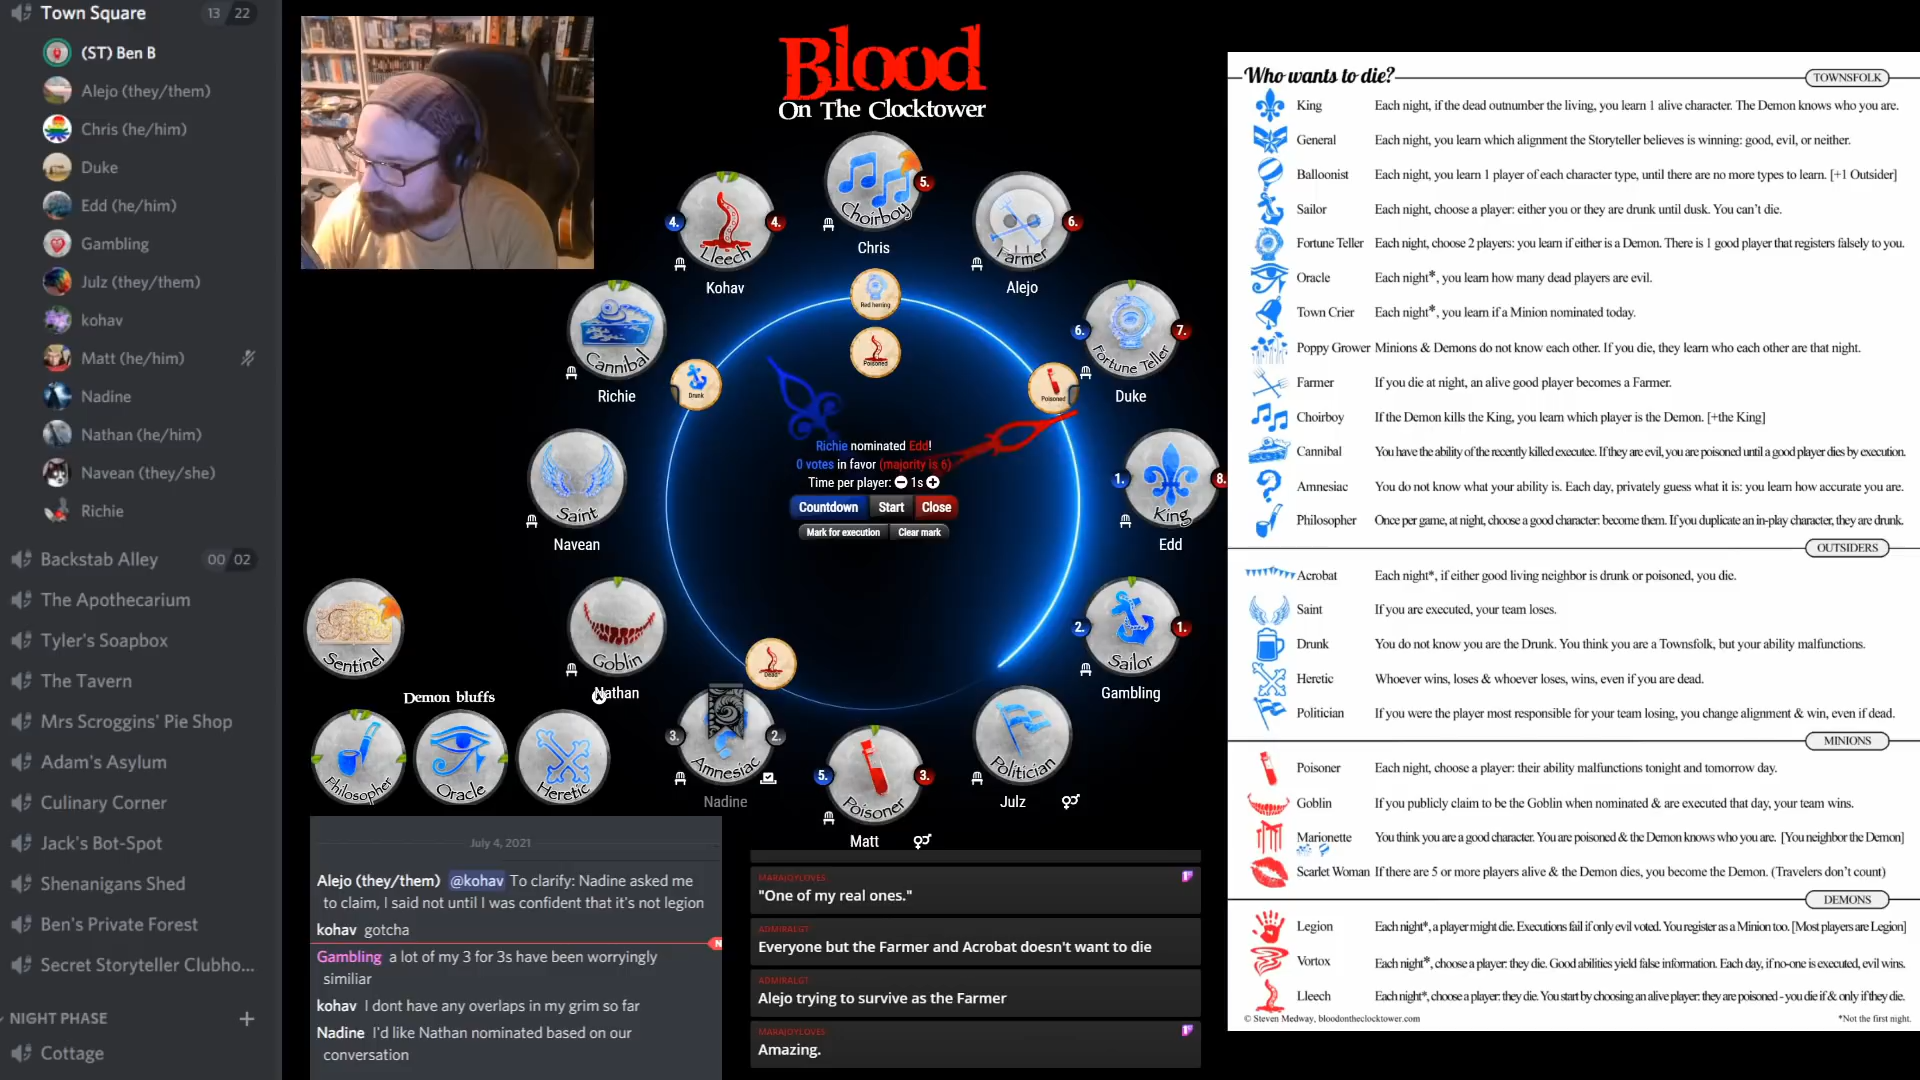 Town Square 13 22
(ST) Ben B
Alejo (they/them)
Chris (he/him)
Duke
Edd (he/him)
Gambling
Julz (they/them)
kohav
Matt (he/him)
Nadine
Nathan (he/him)
Navean (they/she)
Richie
Backstab Alley 00 02
The Apothecarium
Tyler's Soapbox
The Tavern
Mrs Scroggins' Pie Shop
Adam's Asylum
Culinary Corner
Jack's Bot-Spot
Shenanigans Shed
Ben's Private Forest
Secret Storyteller Clubho...
NIGHT PHASE
Cottage
Blood
On The Clocktower
Choirboy
5.
Chris
4. Lleech 4.
Kohav
Farmer 6.
Alejo
Cannibal
Richie
6. Fortune Teller 7.
Duke
Red herring
Poisoned
Drunk
Poisoned
Saint
Navean
1. King 8.
Edd
Richie nominated Edd!
0 votes in favor (majority is 6)
Time per player: 1s
Countdown Start Close
Mark for execution Clear mark
Sentinel
Goblin
Nathan
2. Sailor 1.
Gambling
Dead
3. Amnesiac 2.
Nadine
5. Poisoner 3.
Matt
Politician
Julz
Demon bluffs
Philosopher
Oracle
Heretic
July 4, 2021
Alejo (they/them) @kohav To clarify: Nadine asked me
to claim, I said not until I was confident that it's not legion
kohav gotcha
Gambling a lot of my 3 for 3s have been worryingly
similiar
kohav I dont have any overlaps in my grim so far
Nadine I'd like Nathan nominated based on our
conversation
MARAJOYLOVES
"One of my real ones."
ADMIRALGT
Everyone but the Farmer and Acrobat doesn't want to die
ADMIRALGT
Alejo trying to survive as the Farmer
MARAJOYLOVES
Amazing.
Who wants to die? TOWNSFOLK
King Each night, if the dead outnumber the living, you learn 1 alive character. The Demon knows who you are.
General Each night, you learn which alignment the Storyteller believes is winning: good, evil, or neither.
Balloonist Each night, you learn 1 player of each character type, until there are no more types to learn. [+1 Outsider]
Sailor Each night, choose a player: either you or they are drunk until dusk. You can't die.
Fortune Teller Each night, choose 2 players: you learn if either is a Demon. There is 1 good player that registers falsely to you.
Oracle Each night*, you learn how many dead players are evil.
Town Crier Each night*, you learn if a Minion nominated today.
Poppy Grower Minions & Demons do not know each other. If you die, they learn who each other are that night.
Farmer If you die at night, an alive good player becomes a Farmer.
Choirboy If the Demon kills the King, you learn which player is the Demon. [+the King]
Cannibal You have the ability of the recently killed executee. If they are evil, you are poisoned until a good player dies by execution.
Amnesiac You do not know what your ability is. Each day, privately guess what it is: you learn how accurate you are.
Philosopher Once per game, at night, choose a good character: become them. If you duplicate an in-play character, they are drunk.
OUTSIDERS
Acrobat Each night*, if either good living neighbor is drunk or poisoned, you die.
Saint If you are executed, your team loses.
Drunk You do not know you are the Drunk. You think you are a Townsfolk, but your ability malfunctions.
Heretic Whoever wins, loses & whoever loses, wins, even if you are dead.
Politician If you were the player most responsible for your team losing, you change alignment & win, even if dead.
MINIONS
Poisoner Each night, choose a player: their ability malfunctions tonight and tomorrow day.
Goblin If you publicly claim to be the Goblin when nominated & are executed that day, your team wins.
Marionette You think you are a good character. You are poisoned & the Demon knows who you are. [You neighbor the Demon]
Scarlet Woman If there are 5 or more players alive & the Demon dies, you become the Demon. (Travelers don't count)
DEMONS
Legion Each night*, a player might die. Executions fail if only evil voted. You register as a Minion too. [Most players are Legion]
Vortox Each night*, choose a player: they die. Good abilities yield false information. Each day, if no-one is executed, evil wins.
Lleech Each night*, choose a player: they die. You start by choosing an alive player: they are poisoned - you die if & only if they die.
© Steven Medway, bloodontheclocktower.com *Not the first night.